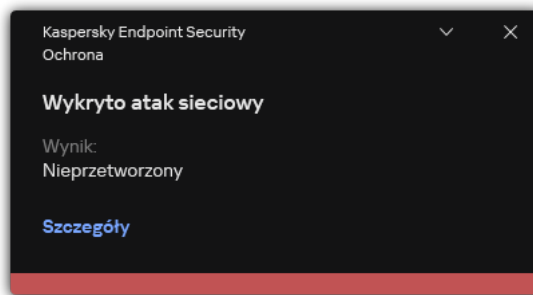 Kaspersky Endpoint Security
Ochrona
Wykryto atak sieciowy
Wynik:
Nieprzetworzony
Szczegóły